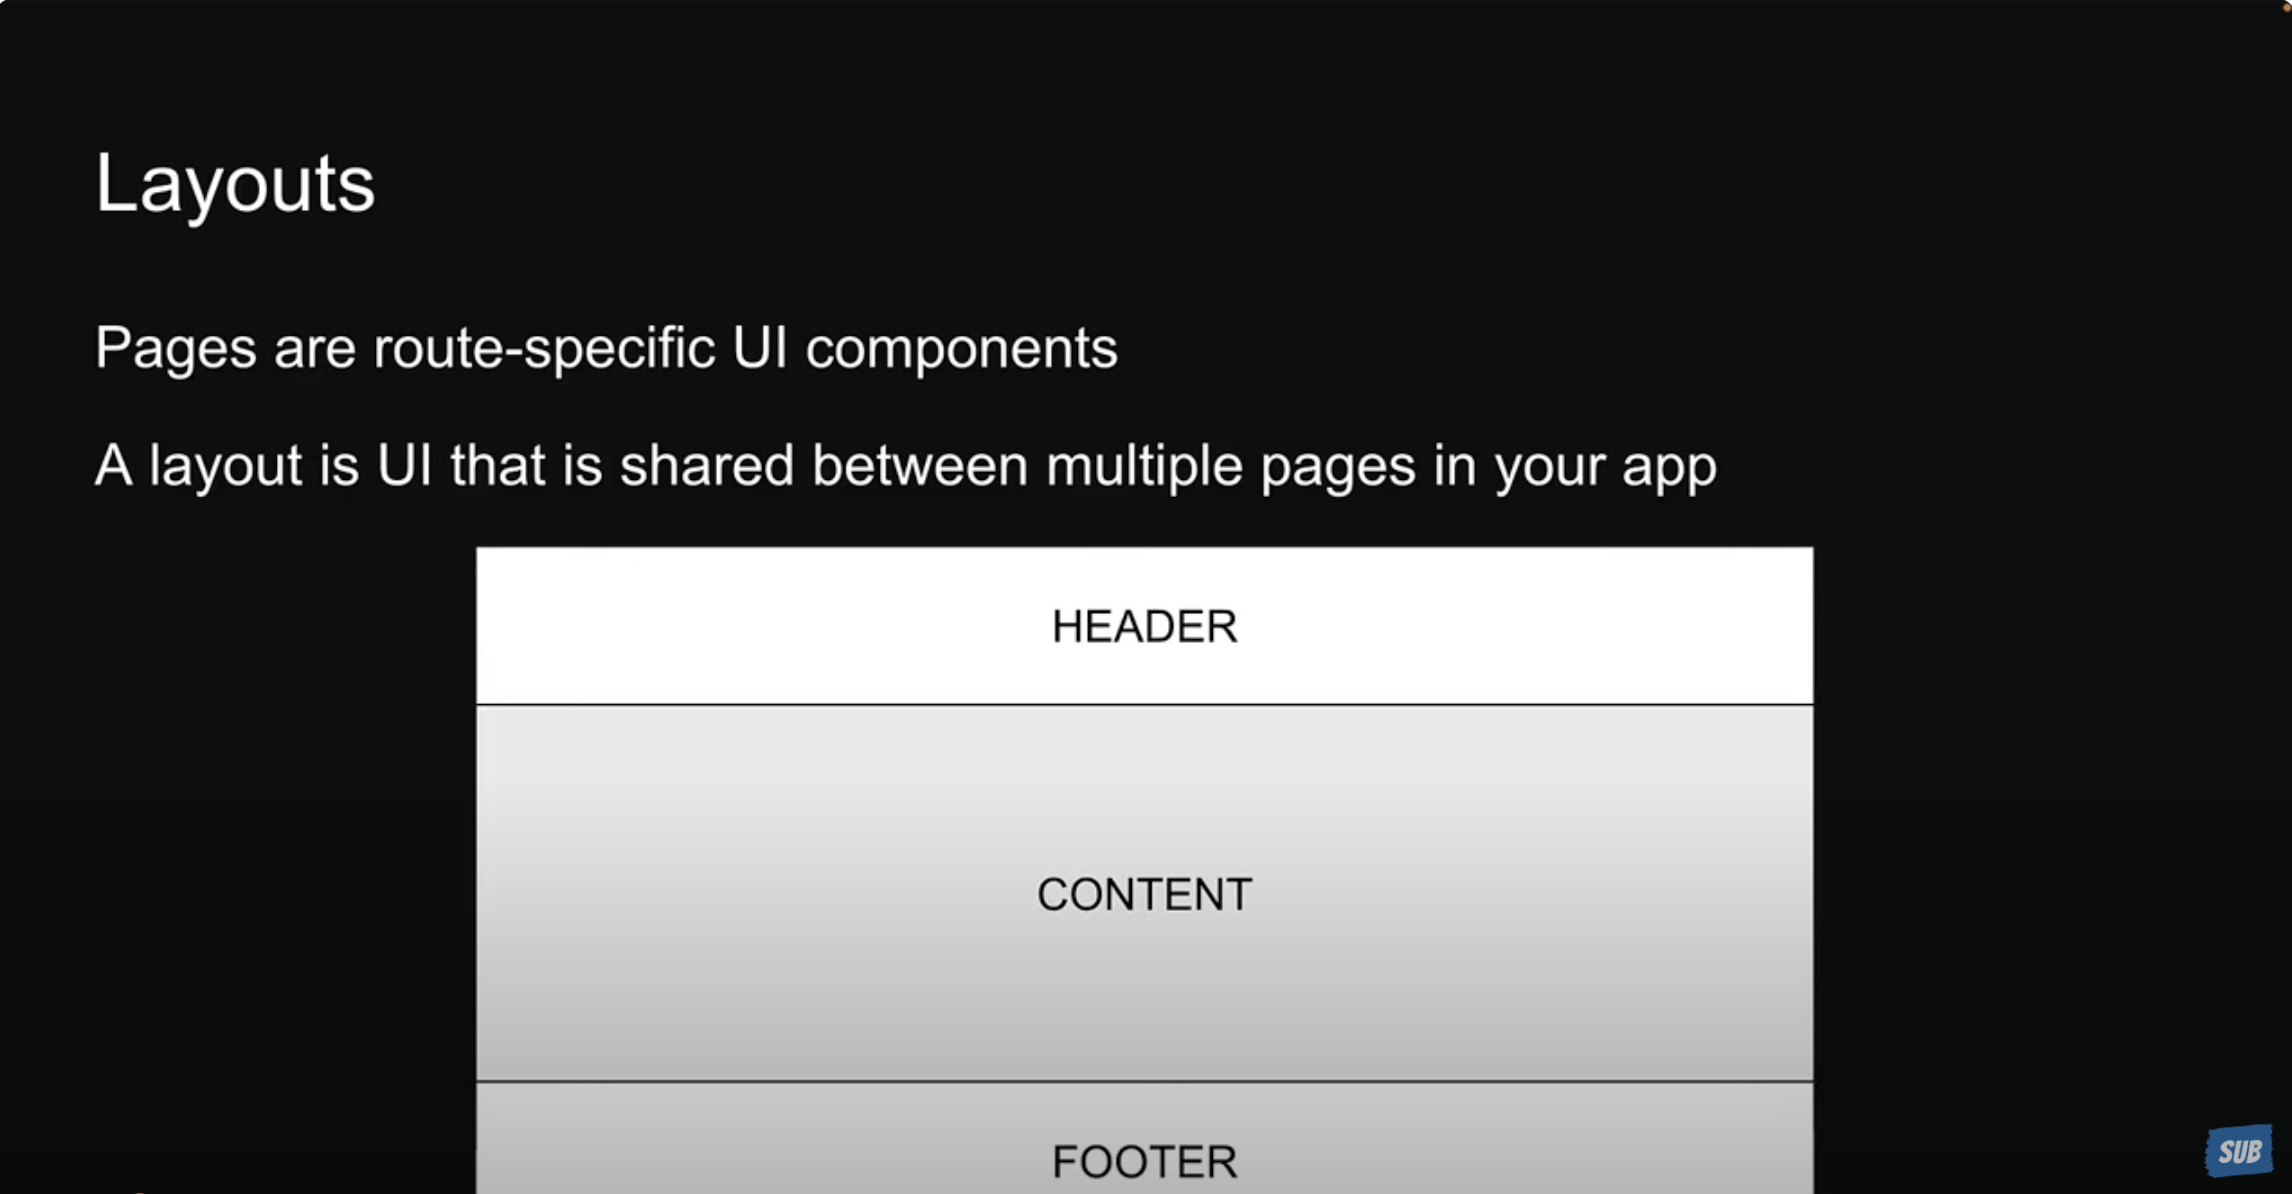 Layouts
Pages are route-specific UI components
A layout is UI that is shared between multiple pages in your app
HEADER
CONTENT
FOOTER
SUB